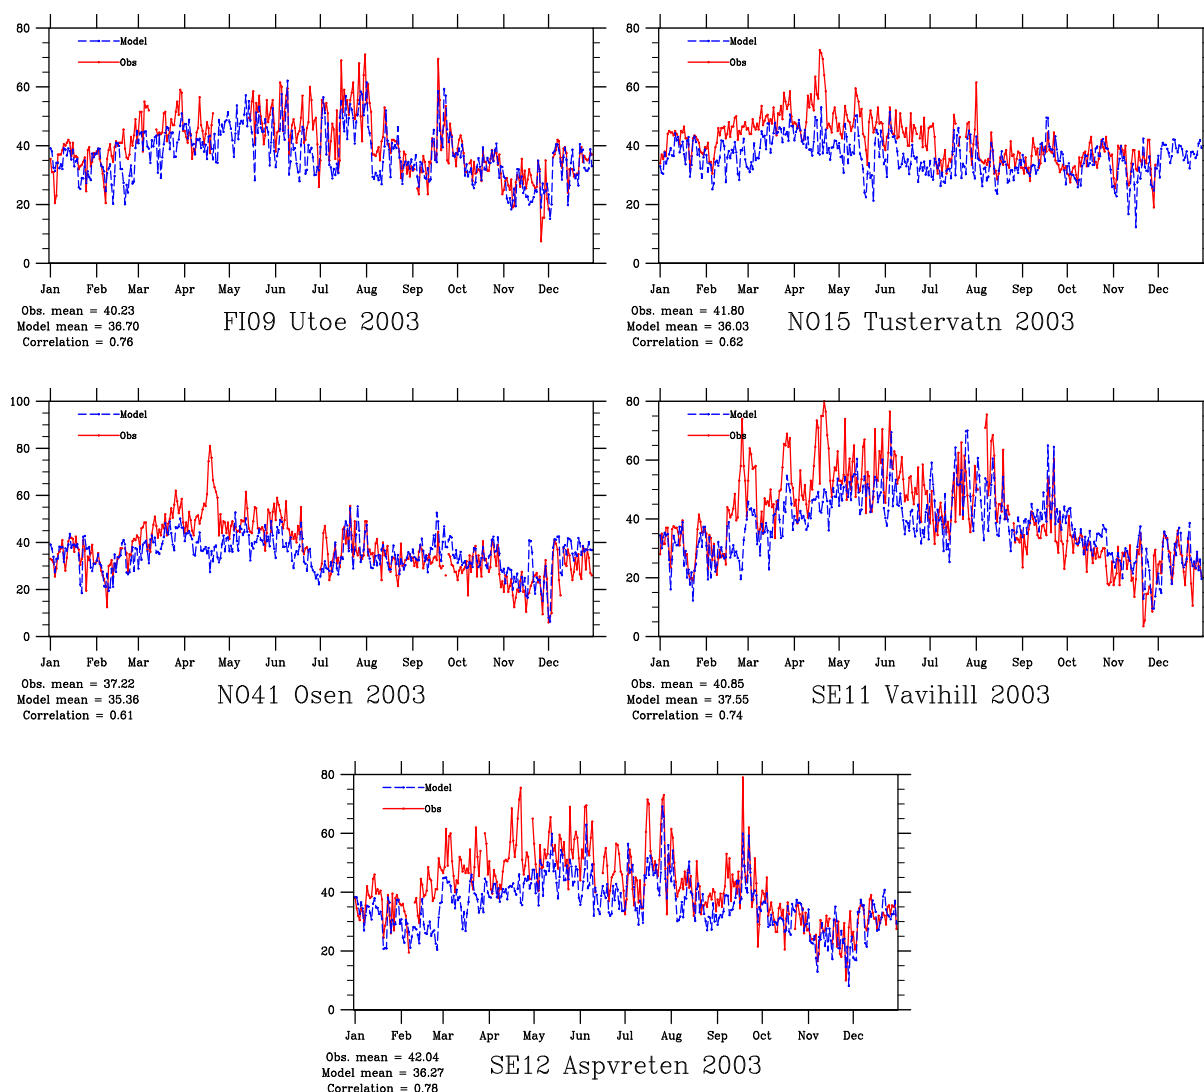 80
60
40
20
0
Model
Obs
Jan Feb Mar Apr May Jun Jul Aug Sep Oct Nov Dec
Obs. mean = 40.23
Model mean = 36.70
Correlation = 0.76
FI09 Utoe 2003
80
60
40
20
0
Model
Obs
Jan Feb Mar Apr May Jun Jul Aug Sep Oct Nov Dec
Obs. mean = 41.80
Model mean = 36.03
Correlation = 0.62
NO15 Tustervatn 2003
100
80
60
40
20
0
Model
Obs
Jan Feb Mar Apr May Jun Jul Aug Sep Oct Nov Dec
Obs. mean = 37.22
Model mean = 35.36
Correlation = 0.61
NO41 Osen 2003
80
60
40
20
0
Model
Obs
Jan Feb Mar Apr May Jun Jul Aug Sep Oct Nov Dec
Obs. mean = 40.85
Model mean = 37.55
Correlation = 0.74
SE11 Vavihill 2003
80
60
40
20
0
Model
Obs
Jan Feb Mar Apr May Jun Jul Aug Sep Oct Nov Dec
Obs. mean = 42.04
Model mean = 36.27
Correlation = 0.78
SE12 Aspvreten 2003